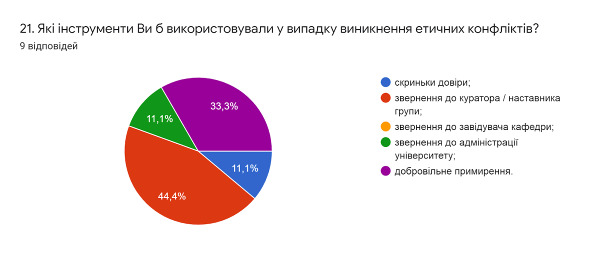 21. Які інструменти Ви б використовували у випадку виникнення етичних конфліктів?
9 відповідей
33,3%
11,1%
11,1%
44,4%
скриньки довіри;
звернення до куратора / наставника
групи;
звернення до завідувача кафедри;
звернення до адміністрації
університету;
добровільне примирення.